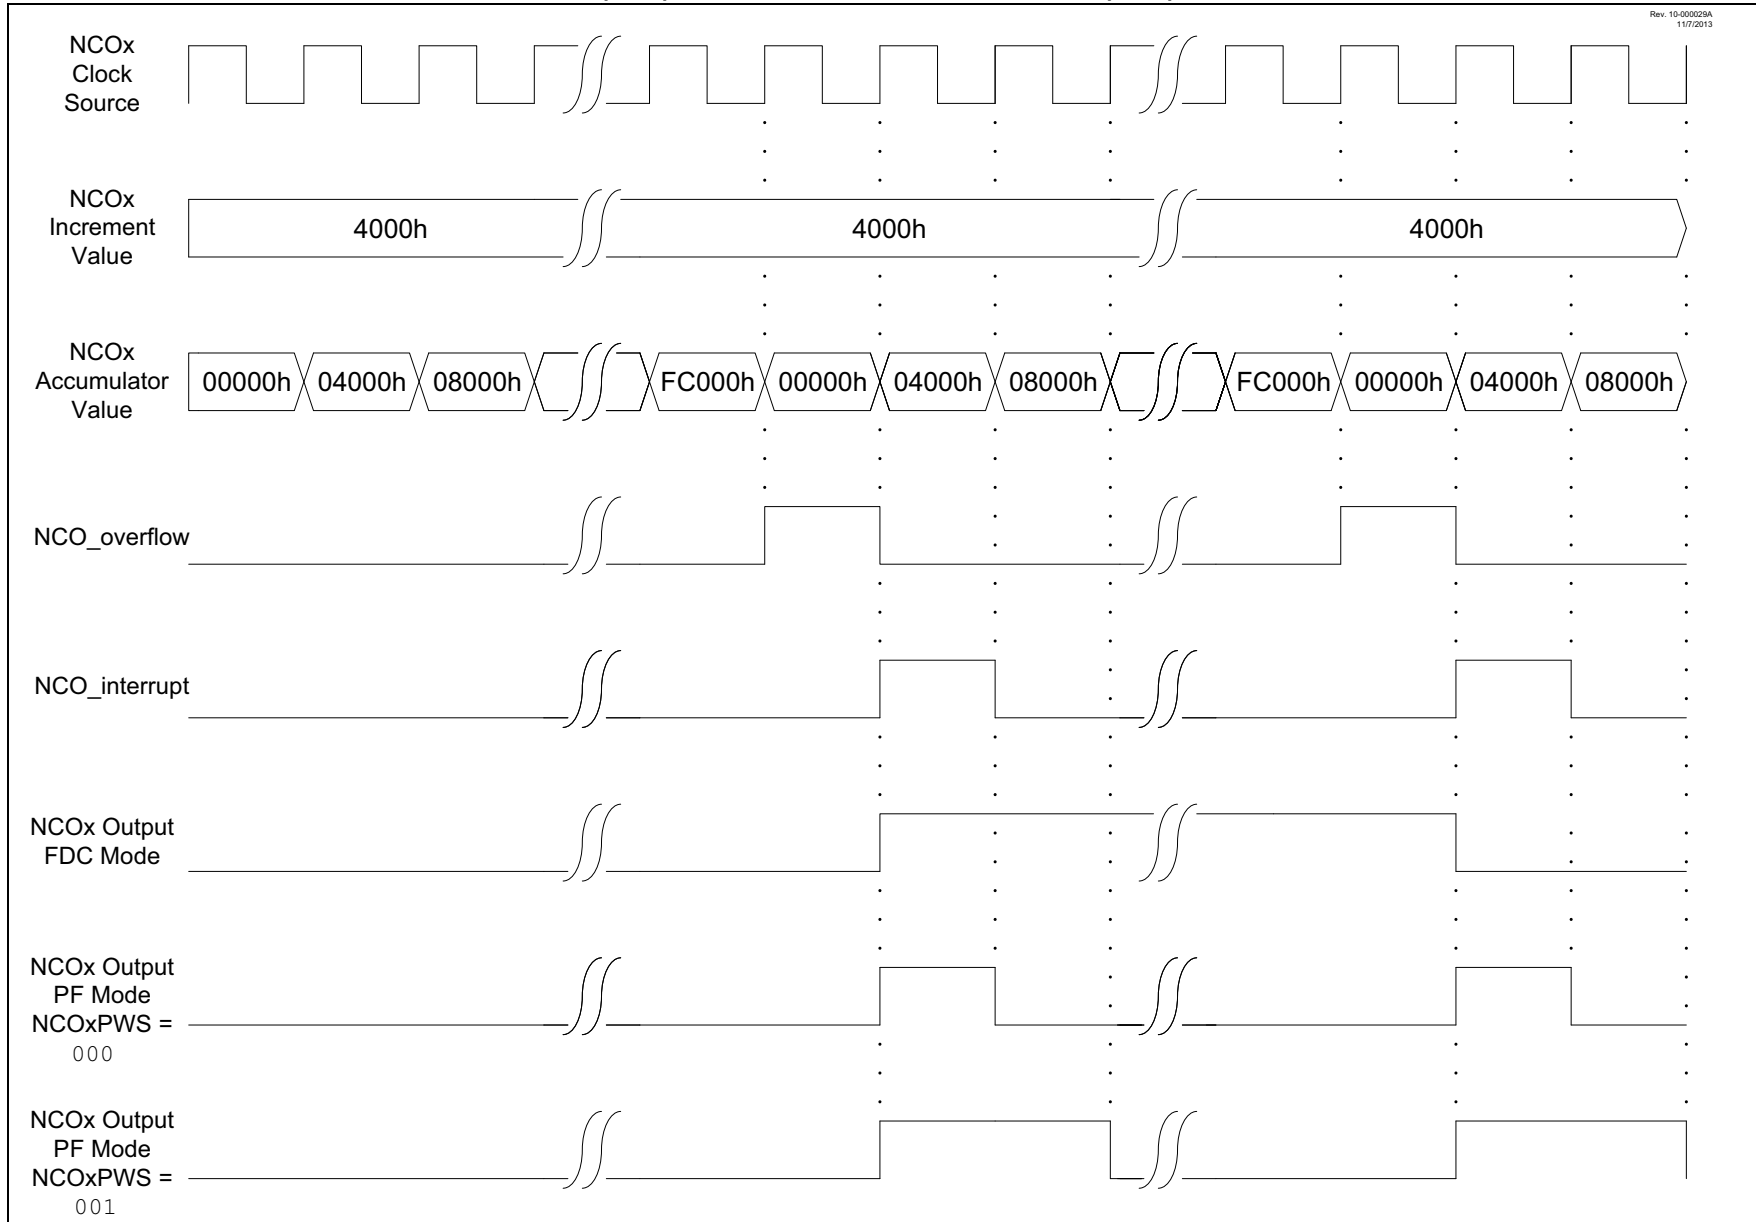 Rev. 10-000029A
11/7/2013
NCOx
Clock
Source
NCOx
Increment
Value
4000h
4000h
4000h
NCOx
Accumulator
Value
00000h 04000h 08000h FC000h 00000h 04000h 08000h FC000h 00000h 04000h 08000h
NCO_overflow
NCO_interrupt
NCOx Output
FDC Mode
NCOx Output
PF Mode
NCOxPWS =
000
NCOx Output
PF Mode
NCOxPWS =
001